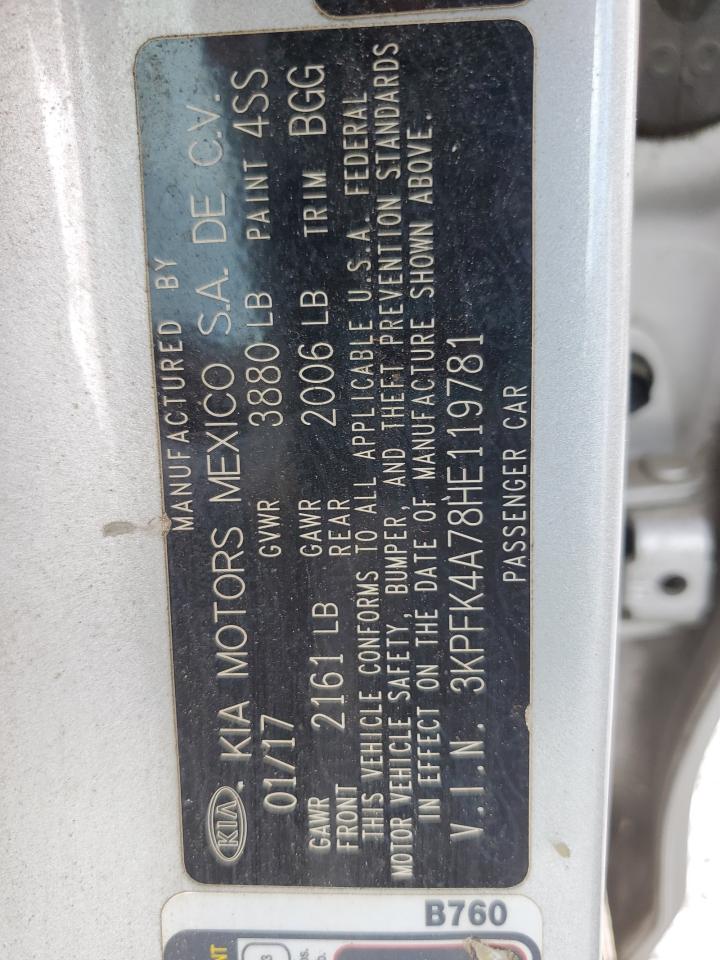 MANUFACTURED BY
KIA KIA MOTORS MEXICO S.A. DE C.V.
01/17 GVWR 3880 LB PAINT 4SS
GAWR FRONT 2161 LB GAWR REAR 2006 LB TRIM BGG
THIS VEHICLE CONFORMS TO ALL APPLICABLE U.S.A. FEDERAL
MOTOR VEHICLE SAFETY, BUMPER, AND THEFT PREVENTION STANDARDS
IN EFFECT ON THE DATE OF MANUFACTURE SHOWN ABOVE.
V.I.N. 3KPFK4A78HE119781
PASSENGER CAR
B760